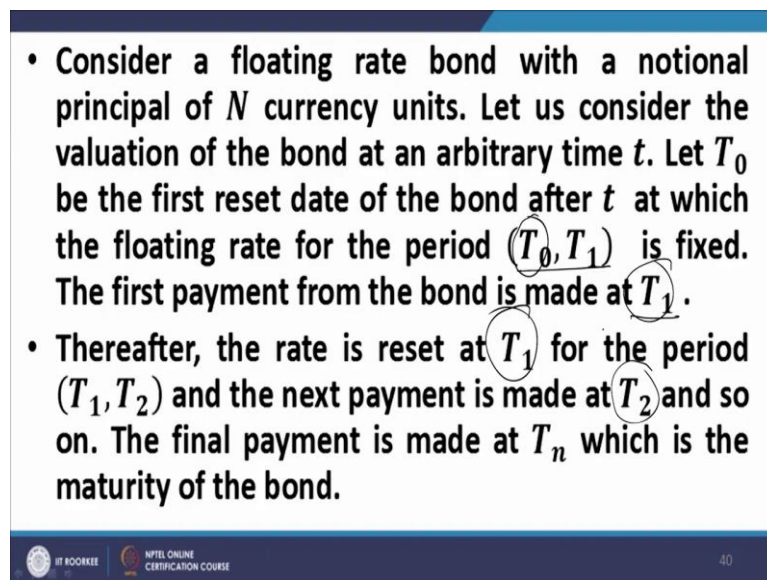 • Consider a floating rate bond with a notional
principal of N currency units. Let us consider the
valuation of the bond at an arbitrary time t. Let T₀
be the first reset date of the bond after t at which
the floating rate for the period (T₀,T₁) is fixed.
The first payment from the bond is made at T₁ .
• Thereafter, the rate is reset at T₁ for the period
(T₁,T₂) and the next payment is made at T₂ and so
on. The final payment is made at Tₙ which is the
maturity of the bond.
IIT ROORKEE
NPTEL ONLINE
CERTIFICATION COURSE
40